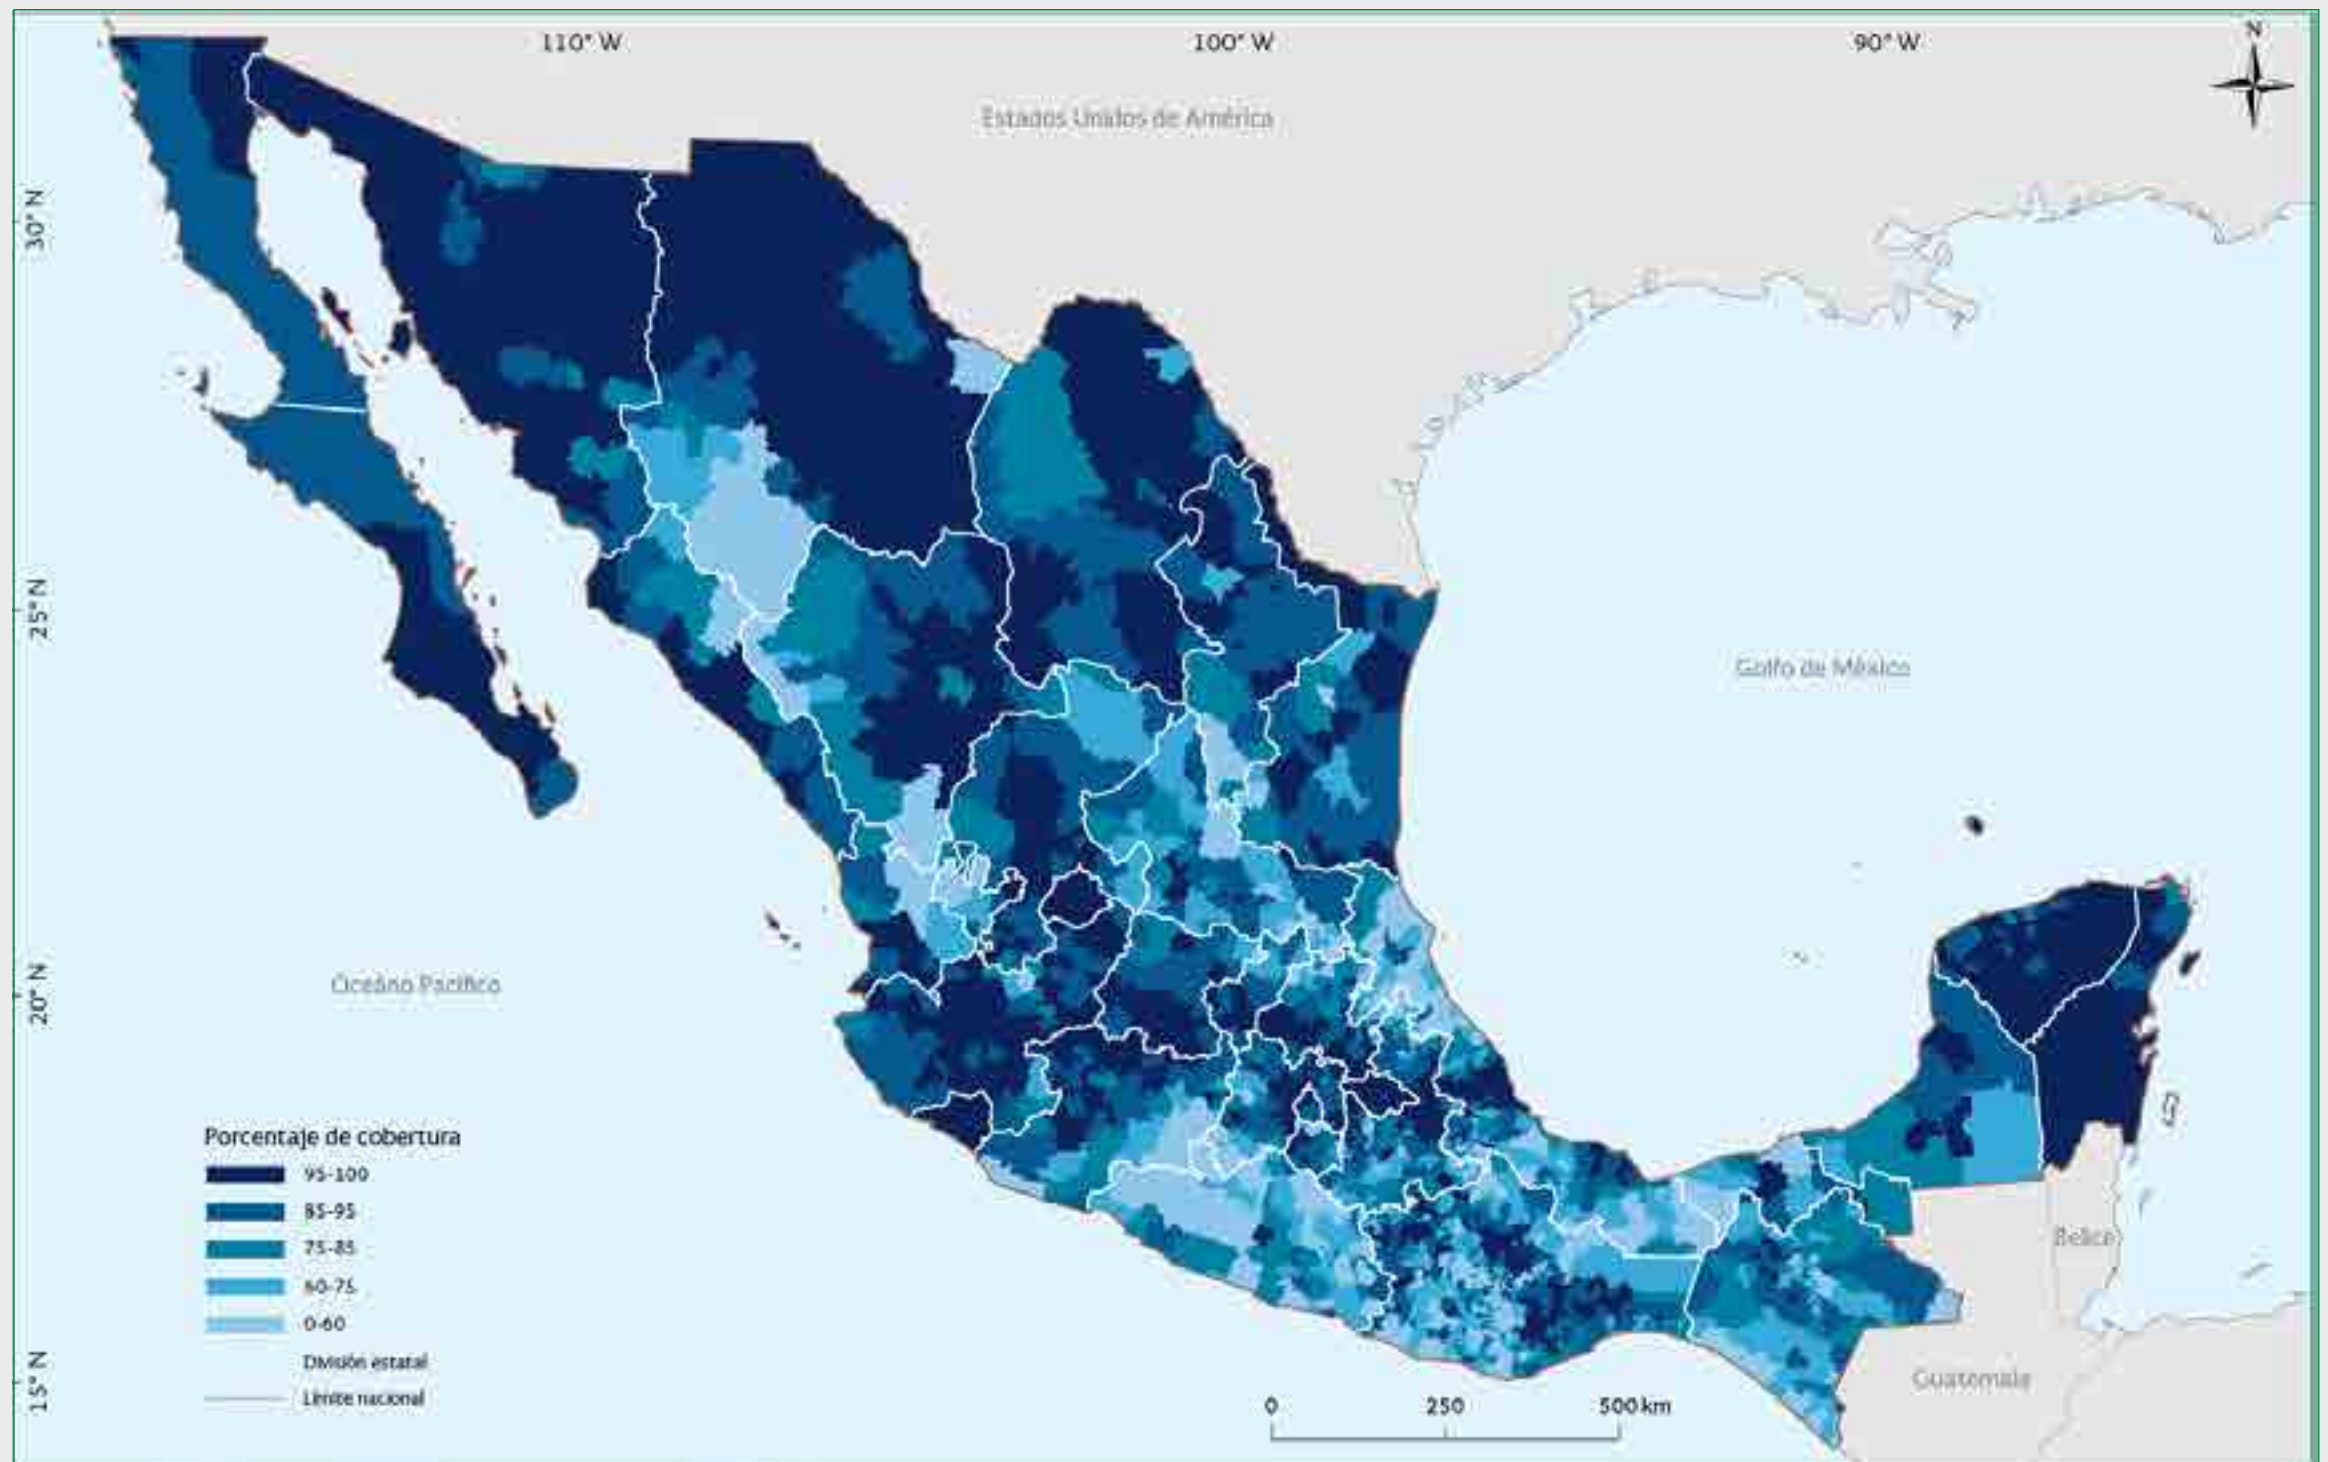 110° W
100° W
90° W
N
Estados Unidos de América
30° N
25° N
Golfo de México
20° N
Océano Pacífico
Porcentaje de cobertura
95-100
85-95
75-85
60-75
0-60
División estatal
Límite nacional
Belice
Guatemala
15° N
0
250
500 km